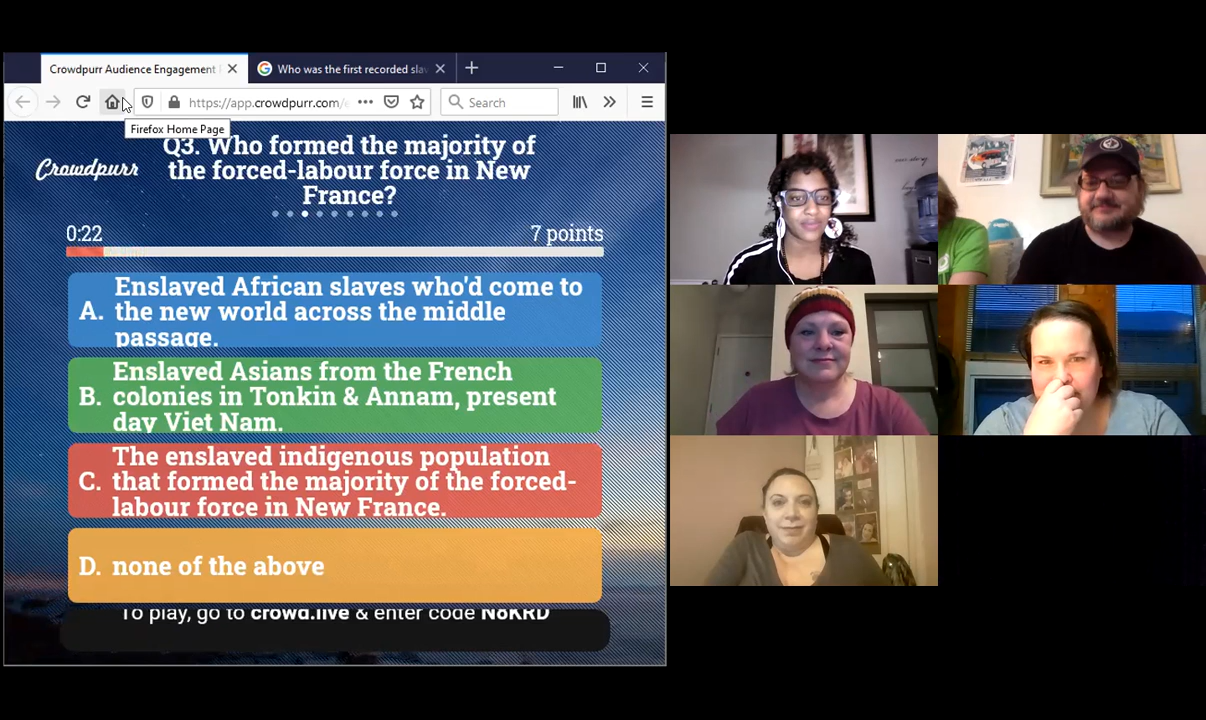 Crowdpurr Audience Engagement
Who was the first recorded sla
https://app.crowdpurr.com/
Search
Firefox Home Page
Crowdpurr
Q3. Who formed the majority of
the forced-labour force in New
France?
0:22
7 points
A. Enslaved African slaves who'd come to
the new world across the middle
passage.
B. Enslaved Asians from the French
colonies in Tonkin & Annam, present
day Viet Nam.
C. The enslaved indigenous population
that formed the majority of the forced-
labour force in New France.
D. none of the above
To play, go to crowd.live & enter code N8KRD